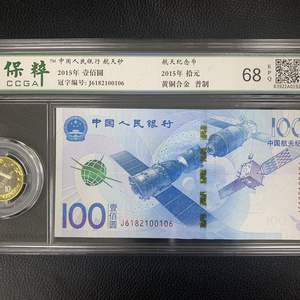 保粹
CCGA
™
中国人民银行 航天钞
2015年 壹佰圆
冠字编号: J6182100106
航天纪念币
2015年 拾元
黄铜合金 普制
68
EPQ
中国人民银行
100
中国航天纪
10
100
壹佰圆
J6182100106